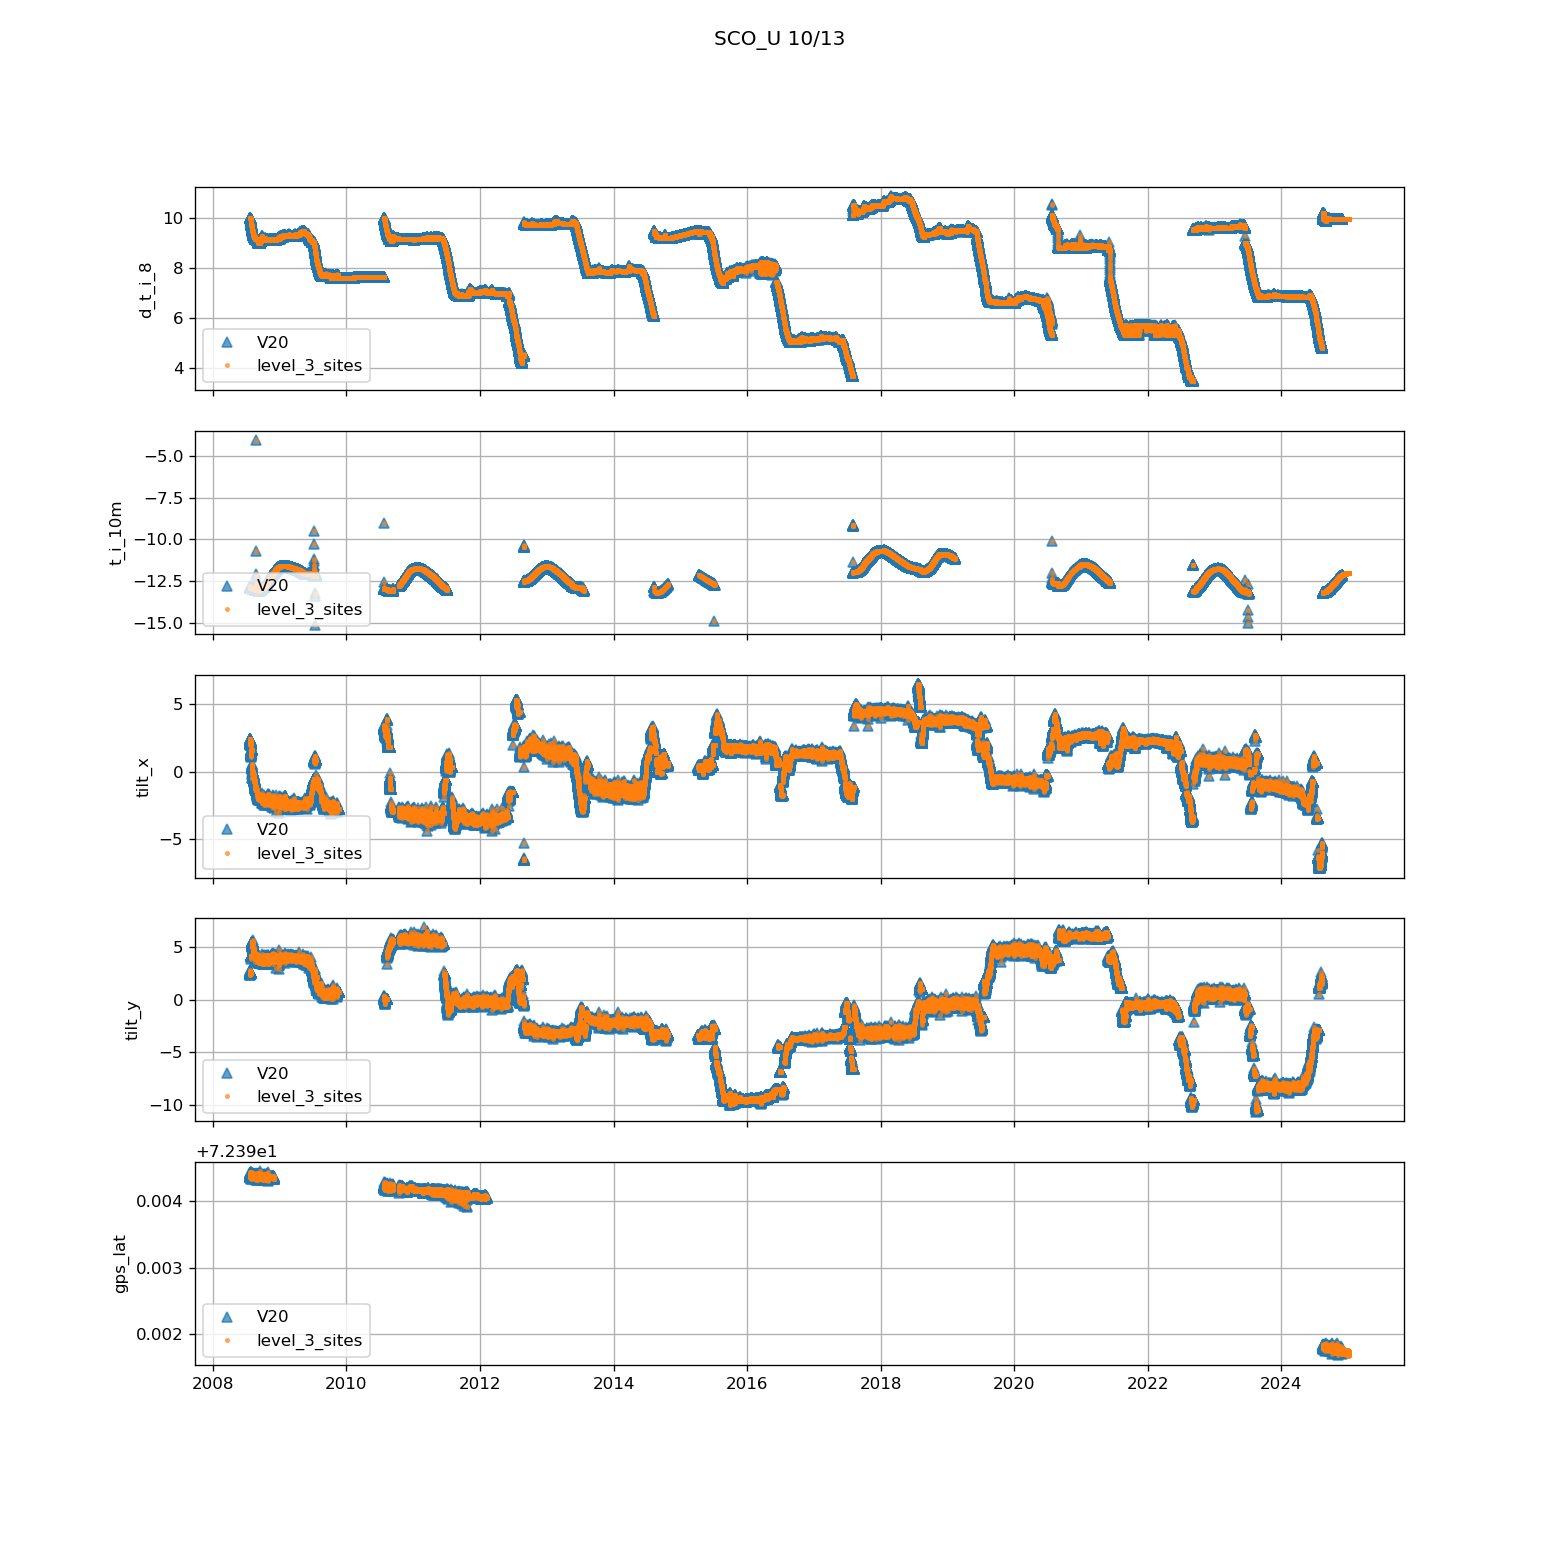 SCO_U 10/13
10
8
6
4
d_t_i_8
V20
level_3_sites
−5.0
−7.5
−10.0
−12.5
−15.0
t_i_10m
V20
level_3_sites
5
0
−5
tilt_x
V20
level_3_sites
5
0
−5
−10
tilt_y
V20
level_3_sites
+7.239e1
0.004
0.003
0.002
gps_lat
V20
level_3_sites
2008 2010 2012 2014 2016 2018 2020 2022 2024